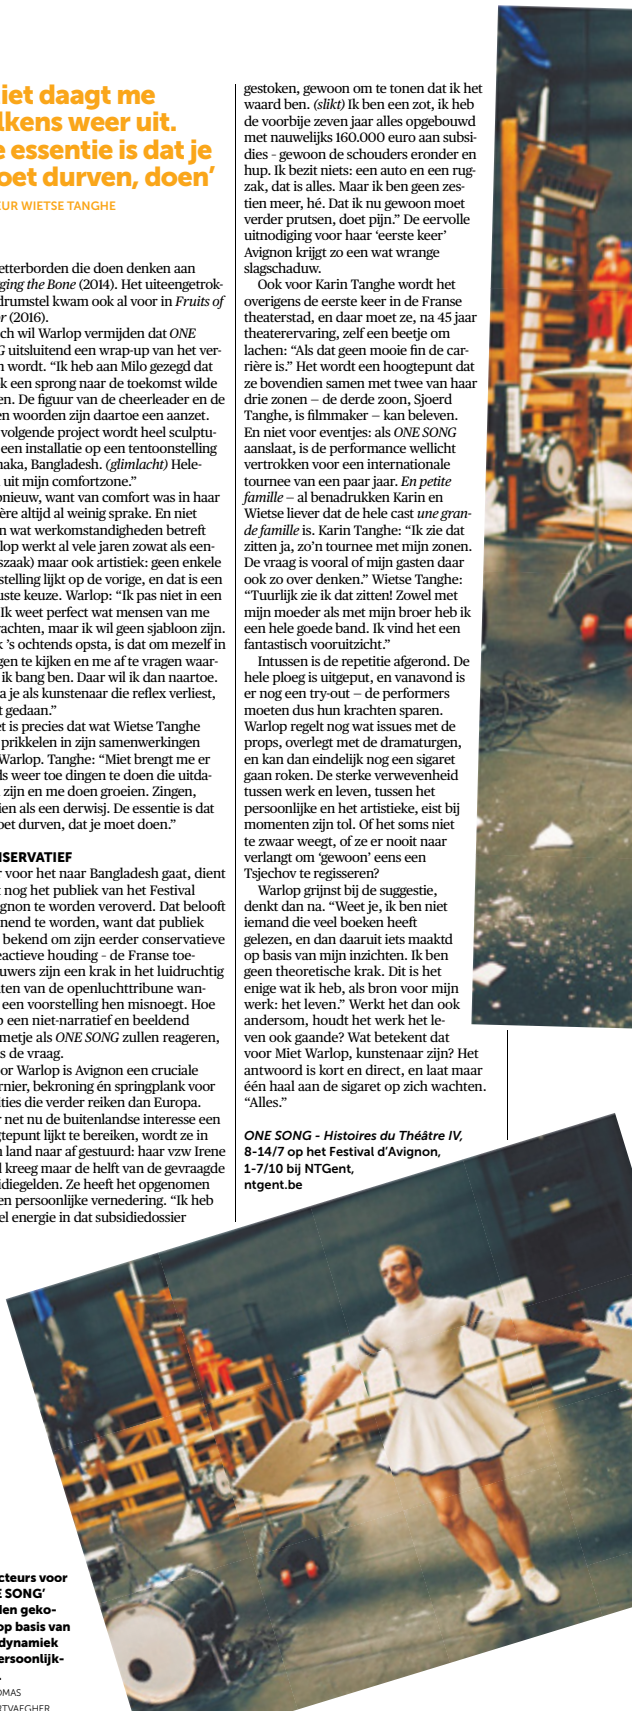 iet daagt me
lkens weer uit.
e essentie is dat je
oet durven, doen’
EUR WIETSE TANGHE
etterborden die doen denken aan
ging the Bone (2014). Het uiteengetrok-
drumstel kwam ook al voor in Fruits of
r (2016).
ch wil Warlop vermijden dat ONE
G uitsluitend een wrap-up van het ver-
n wordt. “Ik heb aan Milo gezegd dat
k een sprong naar de toekomst wilde
en. De figuur van de cheerleader en de
en woorden zijn daartoe een aanzet.
volgende project wordt heel sculptu-
een installatie op een tentoonstelling
haka, Bangladesh. (glimlacht) Hele-
uit mijn comfortzone.”
pnieuw, want van comfort was in haar
ère altijd al weinig sprake. En niet
n wat werkomstandigheden betreft
lop werkt al vele jaren zowat als een-
szaak) maar ook artistiek: geen enkele
stelling lijkt op de vorige, en dat is een
uste keuze. Warlop: “Ik pas niet in een
Ik weet perfect wat mensen van me
achten, maar ik wil geen sjabloon zijn.
k ’s ochtends opsta, is dat om mezelf in
gen te kijken en me af te vragen waar-
ik bang ben. Daar wil ik dan naartoe.
a je als kunstenaar die reflex verliest,
t gedaan.”
et is precies dat wat Wietse Tanghe
prikkelen in zijn samenwerkingen
Warlop. Tanghe: “Miet brengt me er
ls weer toe dingen te doen die uitda-
zijn en me doen groeien. Zingen,
ien als een derwisj. De essentie is dat
oet durven, dat je moet doen.”
NSERVATIEF
r voor het naar Bangladesh gaat, dient
t nog het publiek van het Festival
gnon te worden veroverd. Dat belooft
nend te worden, want dat publiek
bekend om zijn eerder conservatieve
eactieve houding - de Franse toe-
uwers zijn een krak in het luidruchtig
ten van de openluchttribune wan-
een voorstelling hen misnoegt. Hoe
p een niet-narratief en beeldend
metje als ONE SONG zullen reageren,
s de vraag.
or Warlop is Avignon een cruciale
rnier, bekroning én springplank voor
ities die verder reiken dan Europa.
r net nu de buitenlandse interesse een
gtepunt lijkt te bereiken, wordt ze in
n land naar af gestuurd: haar vzw Irene
l kreeg maar de helft van de gevraagde
idiegelden. Ze heeft het opgenomen
en persoonlijke vernedering. “Ik heb
el energie in dat subsidiedossier
gestoken, gewoon om te tonen dat ik het
waard ben. (slikt) Ik ben een zot, ik heb
de voorbije zeven jaar alles opgebouwd
met nauwelijks 160.000 euro aan subsi-
dies - gewoon de schouders eronder en
hup. Ik bezit niets: een auto en een rug-
zak, dat is alles. Maar ik ben geen zes-
tien meer, hé. Dat ik nu gewoon moet
verder prutsen, doet pijn.” De eervolle
uitnodiging voor haar ‘eerste keer’
Avignon krijgt zo een wat wrange
slagschaduw.
Ook voor Karin Tanghe wordt het
overigens de eerste keer in de Franse
theaterstad, en daar moet ze, na 45 jaar
theaterervaring, zelf een beetje om
lachen: “Als dat geen mooie fin de car-
rière is.” Het wordt een hoogtepunt dat
ze bovendien samen met twee van haar
drie zonen – de derde zoon, Sjoerd
Tanghe, is filmmaker – kan beleven.
En niet voor eventjes: als ONE SONG
aanslaat, is de performance wellicht
vertrokken voor een internationale
tournee van een paar jaar. En petite
famille – al benadrukken Karin en
Wietse liever dat de hele cast une gran-
de famille is. Karin Tanghe: “Ik zie dat
zitten ja, zo’n tournee met mijn zonen.
De vraag is vooral of mijn gasten daar
ook zo over denken.” Wietse Tanghe:
“Tuurlijk zie ik dat zitten! Zowel met
mijn moeder als met mijn broer heb ik
een hele goede band. Ik vind het een
fantastisch vooruitzicht.”
Intussen is de repetitie afgerond. De
hele ploeg is uitgeput, en vanavond is
er nog een try-out – de performers
moeten dus hun krachten sparen.
Warlop regelt nog wat issues met de
props, overlegt met de dramaturgen,
en kan dan eindelijk nog een sigaret
gaan roken. De sterke verwevenheid
tussen werk en leven, tussen het
persoonlijke en het artistieke, eist bij
momenten zijn tol. Of het soms niet
te zwaar weegt, of ze er nooit naar
verlangt om ‘gewoon’ eens een
Tsjechov te regisseren?
Warlop grijnst bij de suggestie,
denkt dan na. “Weet je, ik ben niet
iemand die veel boeken heeft
gelezen, en dan daaruit iets maaktd
op basis van mijn inzichten. Ik ben
geen theoretische krak. Dit is het
enige wat ik heb, als bron voor mijn
werk: het leven.” Werkt het dan ook
andersom, houdt het werk het le-
ven ook gaande? Wat betekent dat
voor Miet Warlop, kunstenaar zijn? Het
antwoord is kort en direct, en laat maar
één haal aan de sigaret op zich wachten.
“Alles.”
ONE SONG - Histoires du Théâtre IV,
8-14/7 op het Festival d’Avignon,
1-7/10 bij NTGent,
ntgent.be
cteurs voor
E SONG’
den geko-
op basis van
dynamiek
ersoonlijk-
.
OMAS
RTVAEGHER